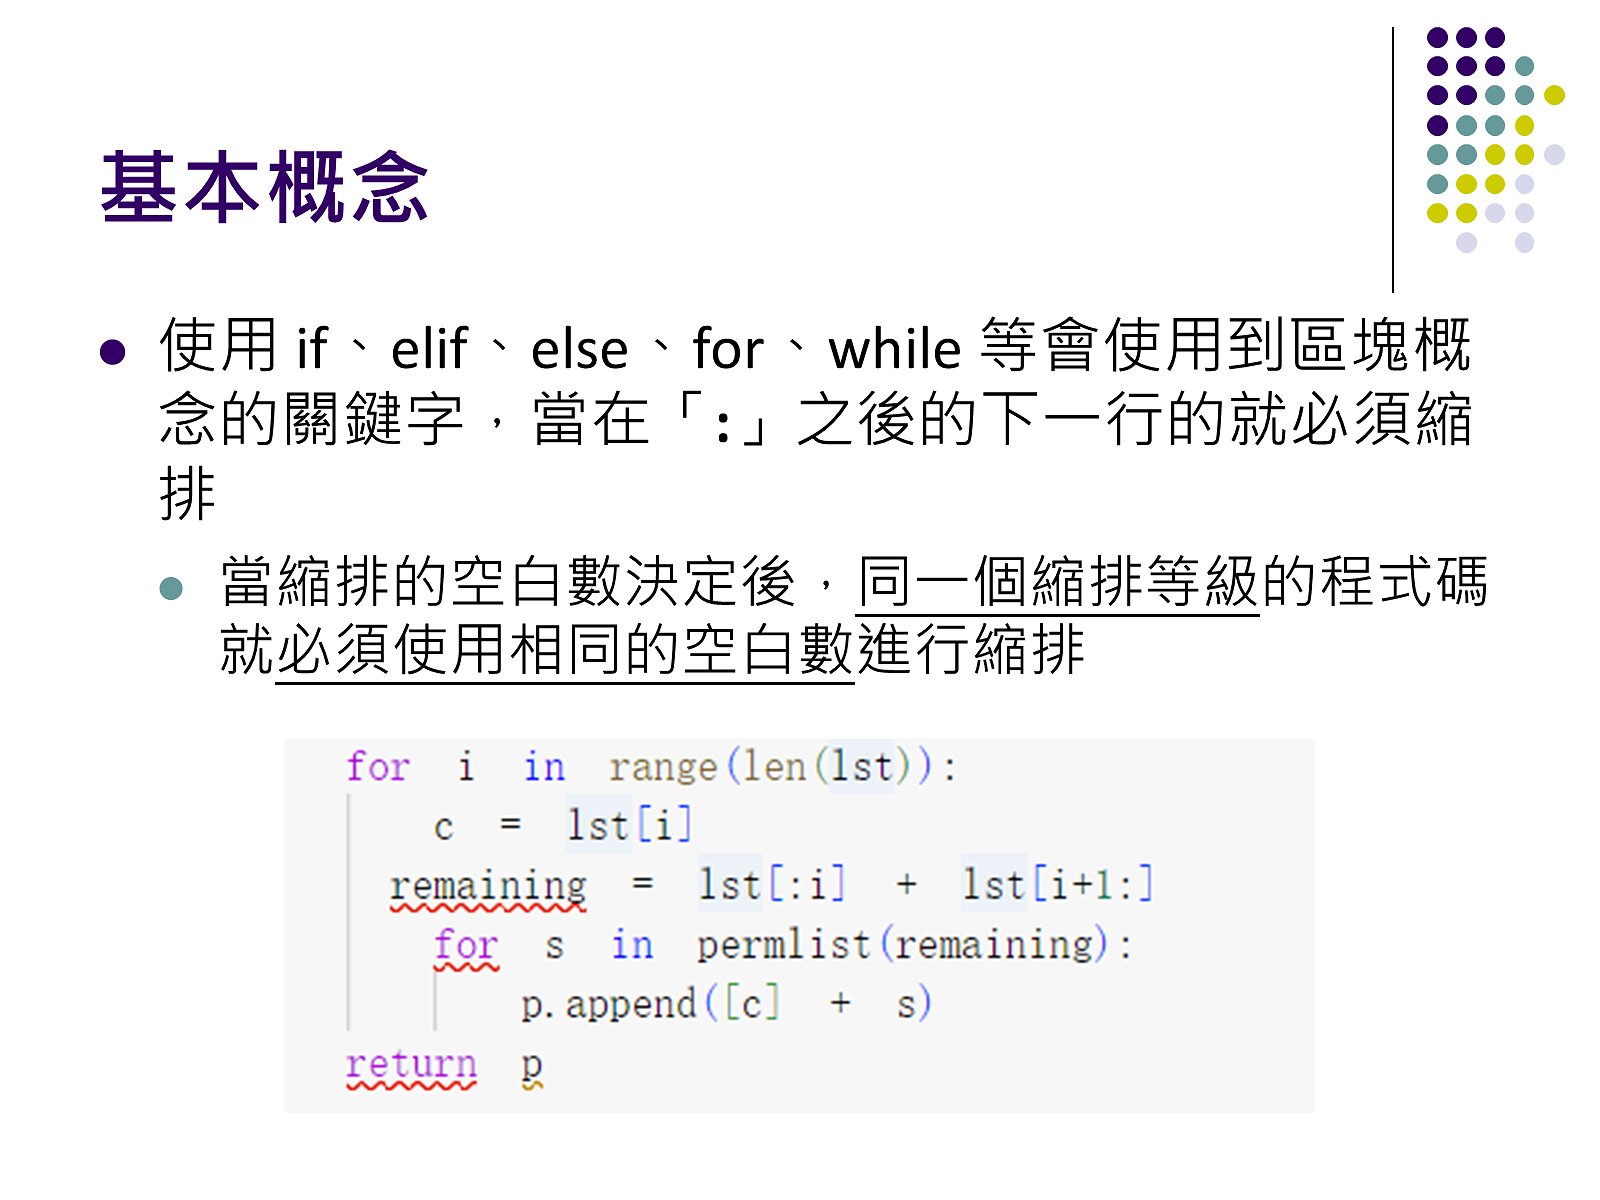 基本概念
使用 if、elif、else、for、while 等會使用到區塊概
念的關鍵字，當在「:」之後的下一行的就必須縮
排
當縮排的空白數決定後，同一個縮排等級的程式碼
就必須使用相同的空白數進行縮排
for i in range(len(lst)):
    c = lst[i]
  remaining = lst[:i] + lst[i+1:]
    for s in permlist(remaining):
        p.append([c] + s)
return p